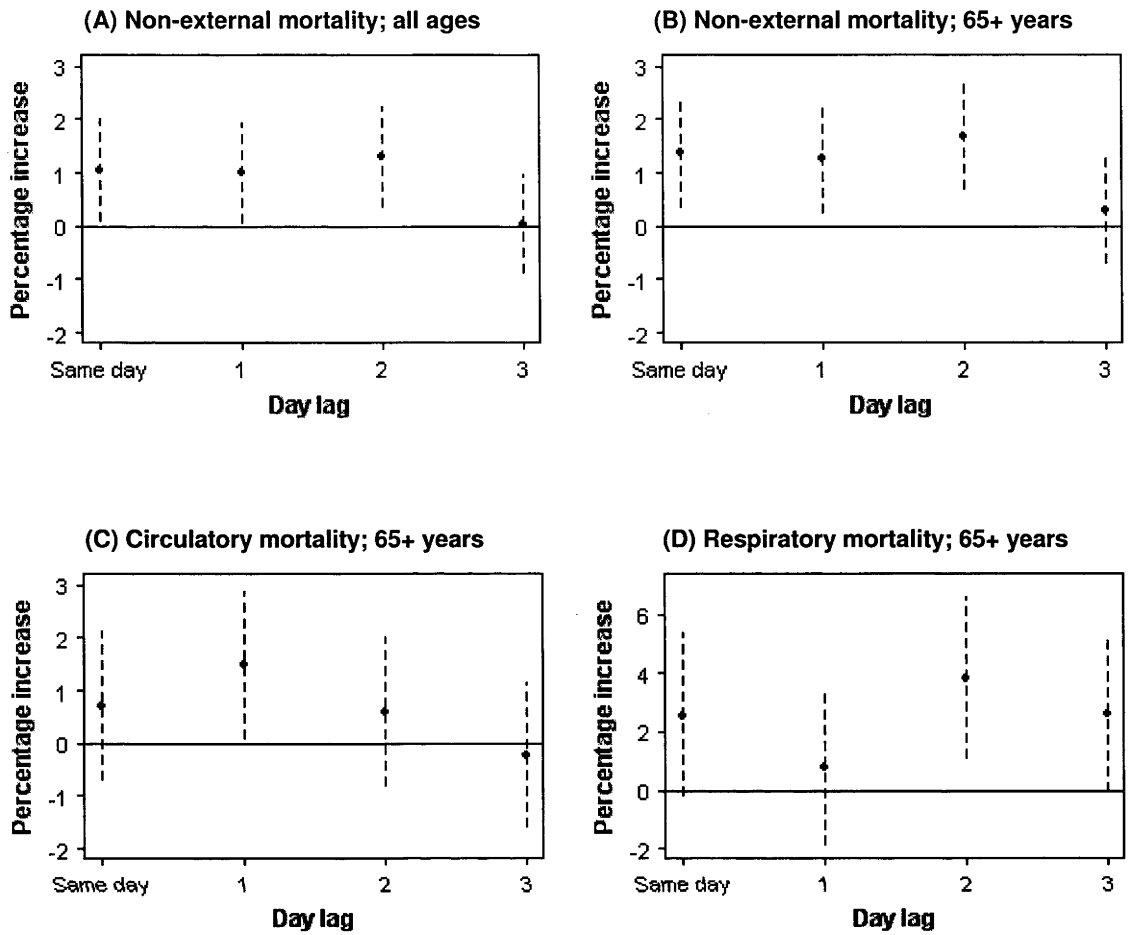 (A) Non-external mortality; all ages
Percentage increase
3
2
1
0
-1
-2
Same day 1 2 3
Day lag
(B) Non-external mortality; 65+ years
Percentage increase
3
2
1
0
-1
-2
Same day 1 2 3
Day lag
(C) Circulatory mortality; 65+ years
Percentage increase
3
2
1
0
-1
-2
Same day 1 2 3
Day lag
(D) Respiratory mortality; 65+ years
Percentage increase
6
4
2
0
-2
Same day 1 2 3
Day lag